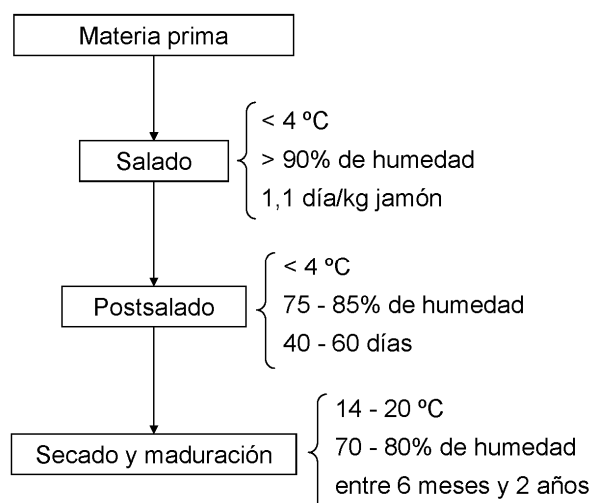 Materia prima
Salado
< 4 ºC
> 90% de humedad
1,1 día/kg jamón
Postsalado
< 4 ºC
75 - 85% de humedad
40 - 60 días
Secado y maduración
14 - 20 ºC
70 - 80% de humedad
entre 6 meses y 2 años